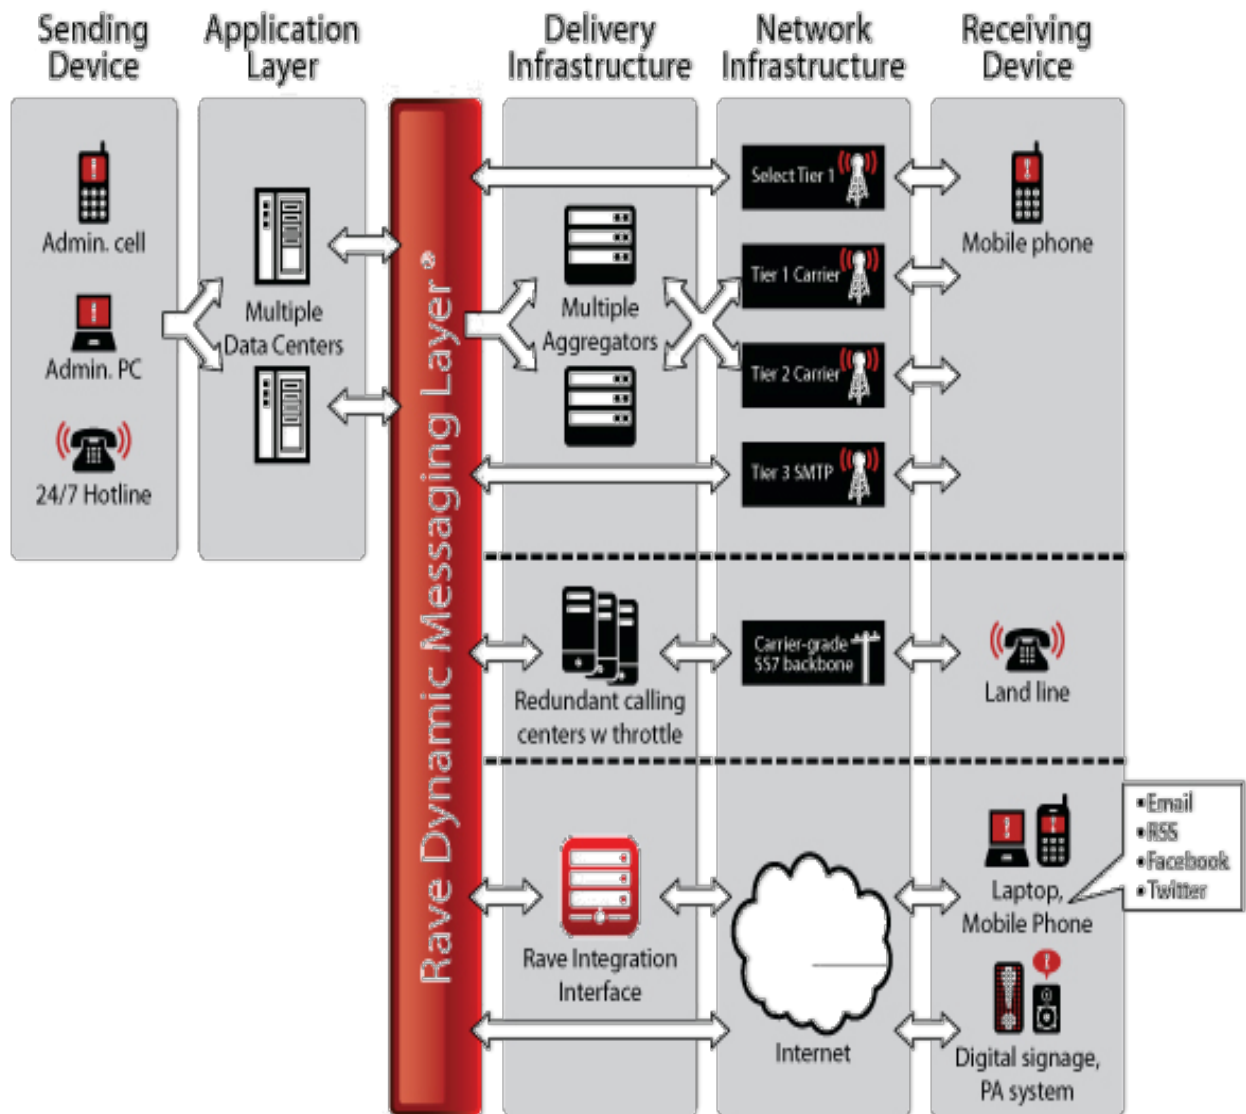 Sending
Device
Application
Layer
Delivery
Infrastructure
Network
Infrastructure
Receiving
Device
Admin. cell
Admin. PC
24/7 Hotline
Multiple
Data Centers
Rave Dynamic Messaging Layer®
Multiple
Aggregators
Select Tier 1
Tier 1 Carrier
Tier 2 Carrier
Tier 3 SMTP
Mobile phone
Redundant calling
centers w throttle
Carrier-grade
SS7 backbone
Land line
Rave Integration
Interface
Internet
Laptop,
Mobile Phone
•Email
•RSS
•Facebook
•Twitter
Digital signage,
PA system